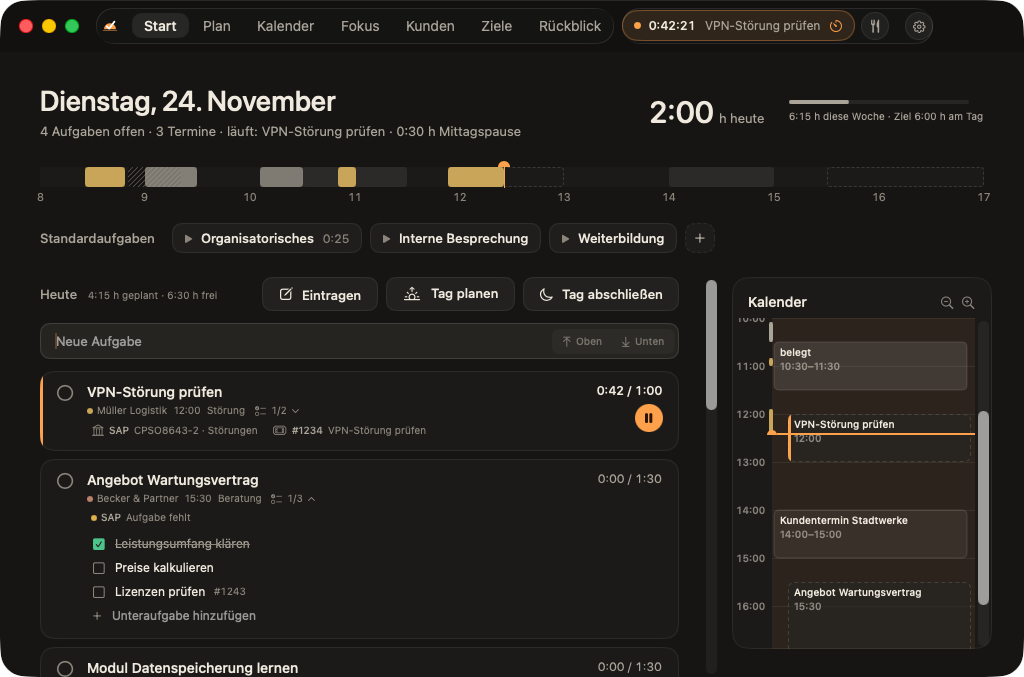 Start Plan Kalender Fokus Kunden Ziele Rückblick 0:42:21 VPN-Störung prüfen
Dienstag, 24. November
4 Aufgaben offen · 3 Termine · läuft: VPN-Störung prüfen · 0:30 h Mittagspause
2:00 h heute
6:15 h diese Woche · Ziel 6:00 h am Tag
8 9 10 11 12 13 14 15 16 17
Standardaufgaben Organisatorisches 0:25 Interne Besprechung Weiterbildung +
Heute 4:15 h geplant · 6:30 h frei Eintragen Tag planen Tag abschließen
Neue Aufgabe Oben Unten
VPN-Störung prüfen 0:42 / 1:00
Müller Logistik 12:00 Störung 1/2
SAP CPSO8643-2 · Störungen #1234 VPN-Störung prüfen
Angebot Wartungsvertrag 0:00 / 1:30
Becker & Partner 15:30 Beratung 1/3
SAP Aufgabe fehlt
Leistungsumfang klären
Preise kalkulieren
Lizenzen prüfen #1243
+ Unteraufgabe hinzufügen
Modul Datenspeicherung lernen 0:00 / 1:30
Kalender
10:00
belegt
11:00 10:30–11:30
12:00
VPN-Störung prüfen
12:00
13:00
14:00
Kundentermin Stadtwerke
14:00–15:00
15:00
Angebot Wartungsvertrag
16:00 15:30